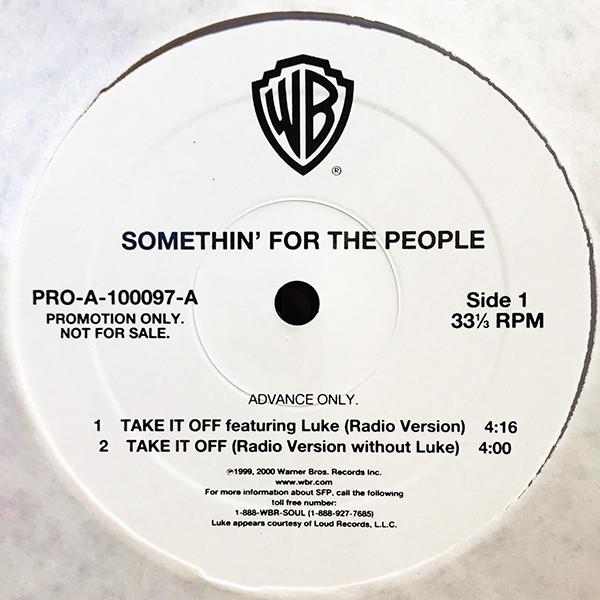 WB
®
SOMETHIN' FOR THE PEOPLE
PRO-A-100097-A
PROMOTION ONLY.
NOT FOR SALE.
Side 1
33⅓ RPM
ADVANCE ONLY.
1 TAKE IT OFF featuring Luke (Radio Version) 4:16
2 TAKE IT OFF (Radio Version without Luke) 4:00
℗1999, 2000 Warner Bros. Records Inc.
www.wbr.com
For more information about SFP, call the following
toll free number:
1-888-WBR-SOUL (1-888-927-7685)
Luke appears courtesy of Loud Records, L.L.C.